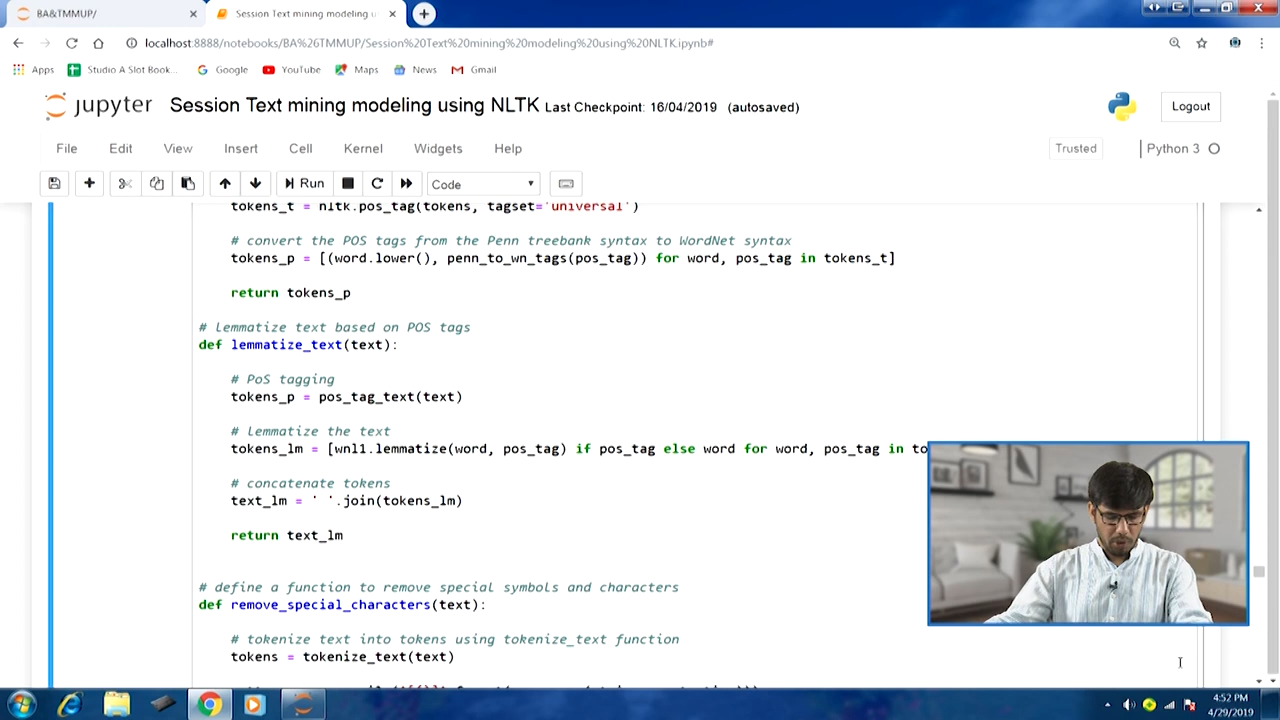 BA&TMMUP/
Session Text mining modeling u
localhost:8888/notebooks/BA%26TMMUP/Session%20Text%20mining%20modeling%20using%20NLTK.ipynb#
Apps Studio A Slot Book... Google YouTube Maps News Gmail
jupyter Session Text mining modeling using NLTK Last Checkpoint: 16/04/2019 (autosaved)
Logout
File Edit View Insert Cell Kernel Widgets Help
Trusted Python 3
Run Code
tokens_t = nltk.pos_tag(tokens, tagset='universal')
# convert the POS tags from the Penn treebank syntax to WordNet syntax
tokens_p = [(word.lower(), penn_to_wn_tags(pos_tag)) for word, pos_tag in tokens_t]
return tokens_p
# lemmatize text based on POS tags
def lemmatize_text(text):
# PoS tagging
tokens_p = pos_tag_text(text)
# Lemmatize the text
tokens_lm = [wnl1.lemmatize(word, pos_tag) if pos_tag else word for word, pos_tag in to
# concatenate tokens
text_lm = ' '.join(tokens_lm)
return text_lm
# define a function to remove special symbols and characters
def remove_special_characters(text):
# tokenize text into tokens using tokenize_text function
tokens = tokenize_text(text)
4:52 PM
4/29/2019